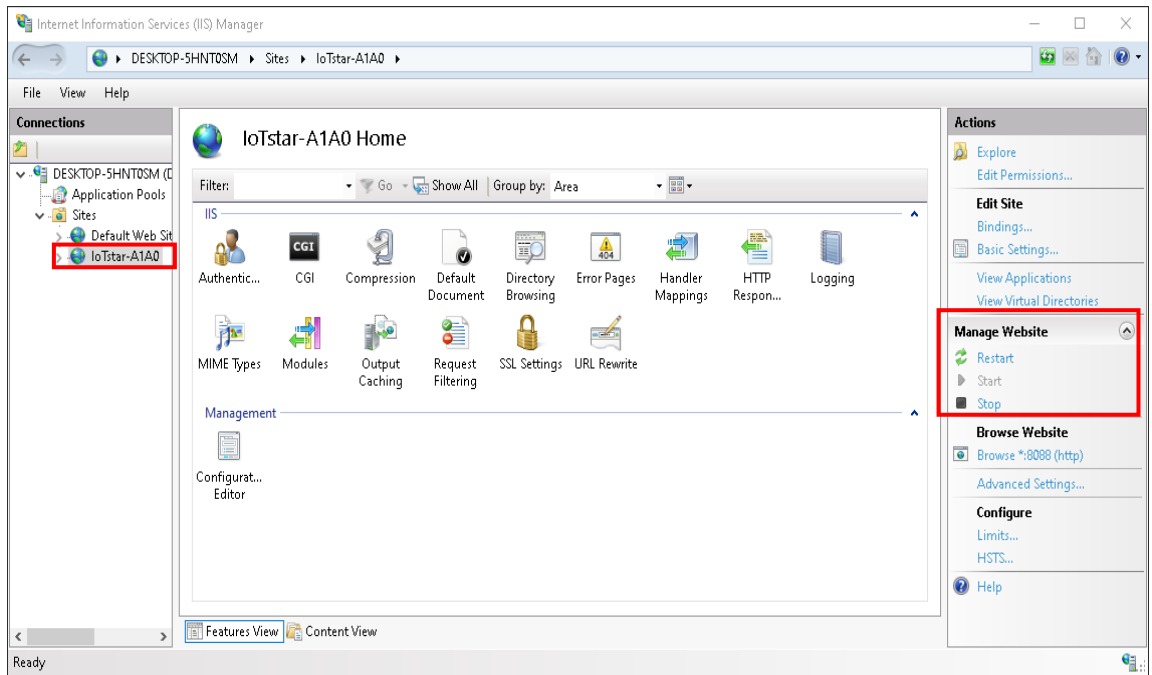 Internet Information Services (IIS) Manager
DESKTOP-5HNT0SM Sites IoTstar-A1A0
File View Help
Connections
DESKTOP-5HNT0SM (D
Application Pools
Sites
Default Web Sit
IoTstar-A1A0
IoTstar-A1A0 Home
Filter: Go Show All Group by: Area
IIS
Authentic... CGI Compression Default Document Directory Browsing Error Pages Handler Mappings HTTP Respon... Logging
MIME Types Modules Output Caching Request Filtering SSL Settings URL Rewrite
Management
Configurat... Editor
Features View Content View
Actions
Explore
Edit Permissions...
Edit Site
Bindings...
Basic Settings...
View Applications
View Virtual Directories
Manage Website
Restart
Start
Stop
Browse Website
Browse *:8088 (http)
Advanced Settings...
Configure
Limits...
HSTS...
Help
Ready